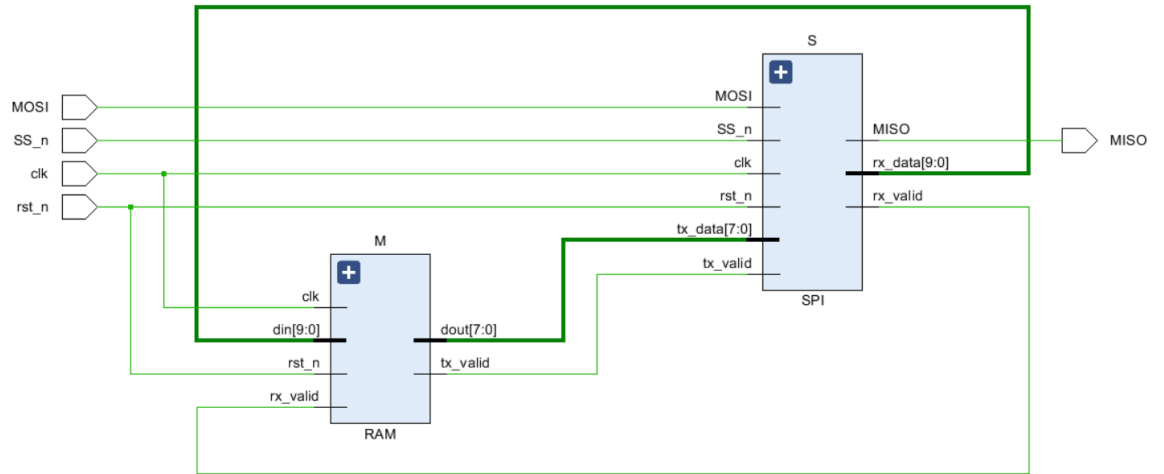 S
MOSI
MOSI
SS_n
SS_n
MISO
MISO
clk
clk
rx_data[9:0]
rst_n
rst_n
rx_valid
tx_data[7:0]
M
tx_valid
clk
SPI
din[9:0]
dout[7:0]
rst_n
tx_valid
rx_valid
RAM